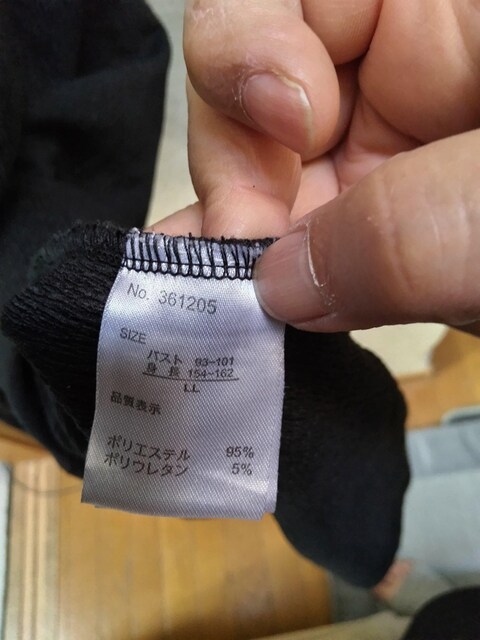 No. 361205
SIZE
バスト 93-101
身長 154-162
LL
品質表示
ポリエステル 95%
ポリウレタン 5%